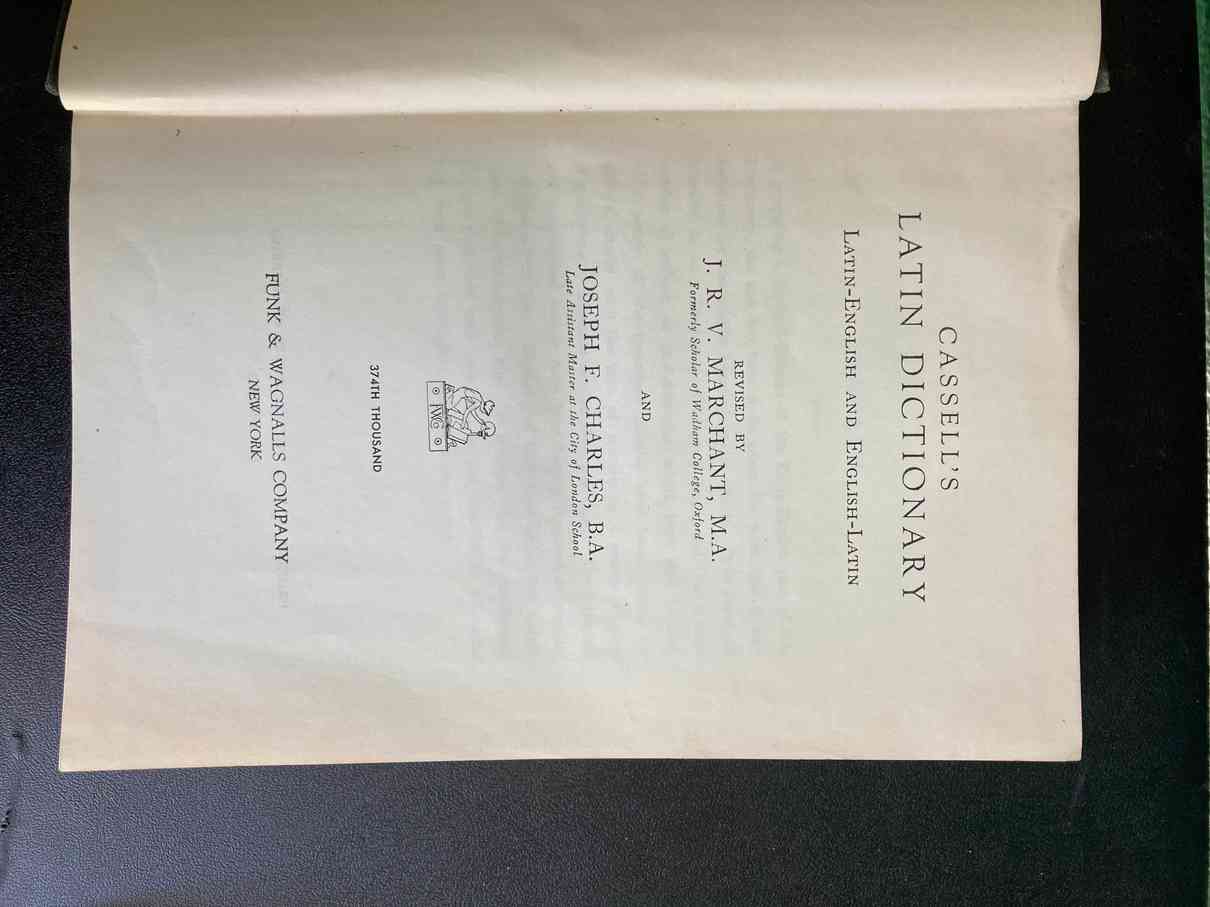 CASSELL'S
LATIN DICTIONARY
LATIN-ENGLISH AND ENGLISH-LATIN
REVISED BY
J. R. V. MARCHANT, M.A.
Formerly Scholar of Wadham College, Oxford
AND
JOSEPH F. CHARLES, B.A.
Late Assistant Master at the City of London School
FWCo
374TH THOUSAND
FUNK & WAGNALLS COMPANY
NEW YORK